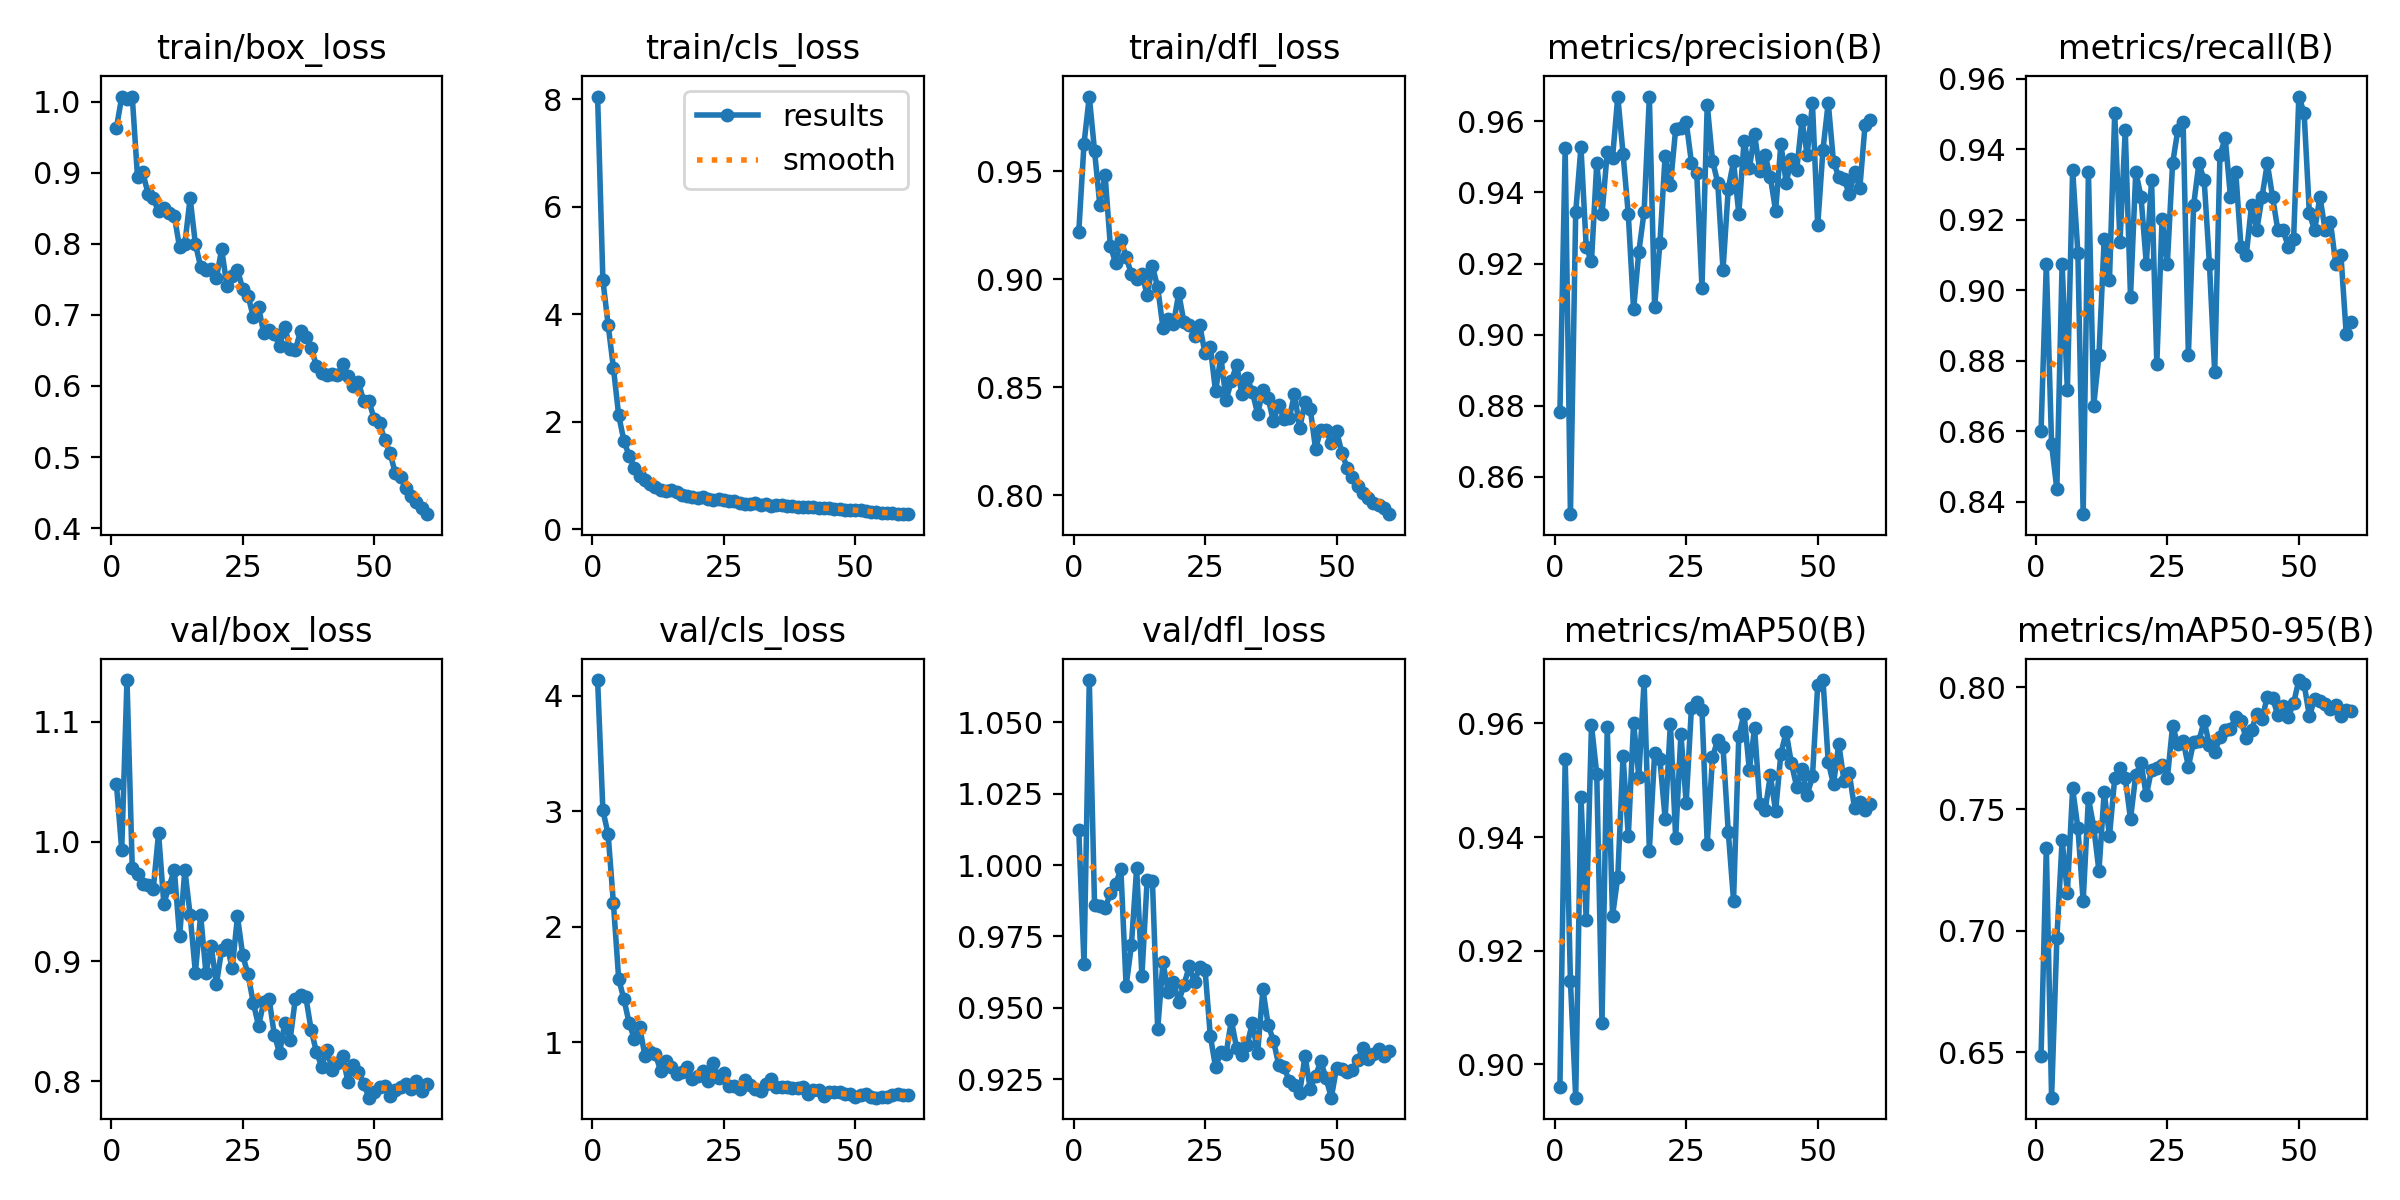 train/box_loss
1.0
0.9
0.8
0.7
0.6
0.5
0.4
0 25 50
train/cls_loss
results
smooth
8
6
4
2
0
0 25 50
train/dfl_loss
0.95
0.90
0.85
0.80
0 25 50
metrics/precision(B)
0.96
0.94
0.92
0.90
0.88
0.86
0 25 50
metrics/recall(B)
0.96
0.94
0.92
0.90
0.88
0.86
0.84
0 25 50
val/box_loss
1.1
1.0
0.9
0.8
0 25 50
val/cls_loss
4
3
2
1
0 25 50
val/dfl_loss
1.050
1.025
1.000
0.975
0.950
0.925
0 25 50
metrics/mAP50(B)
0.96
0.94
0.92
0.90
0 25 50
metrics/mAP50-95(B)
0.80
0.75
0.70
0.65
0 25 50